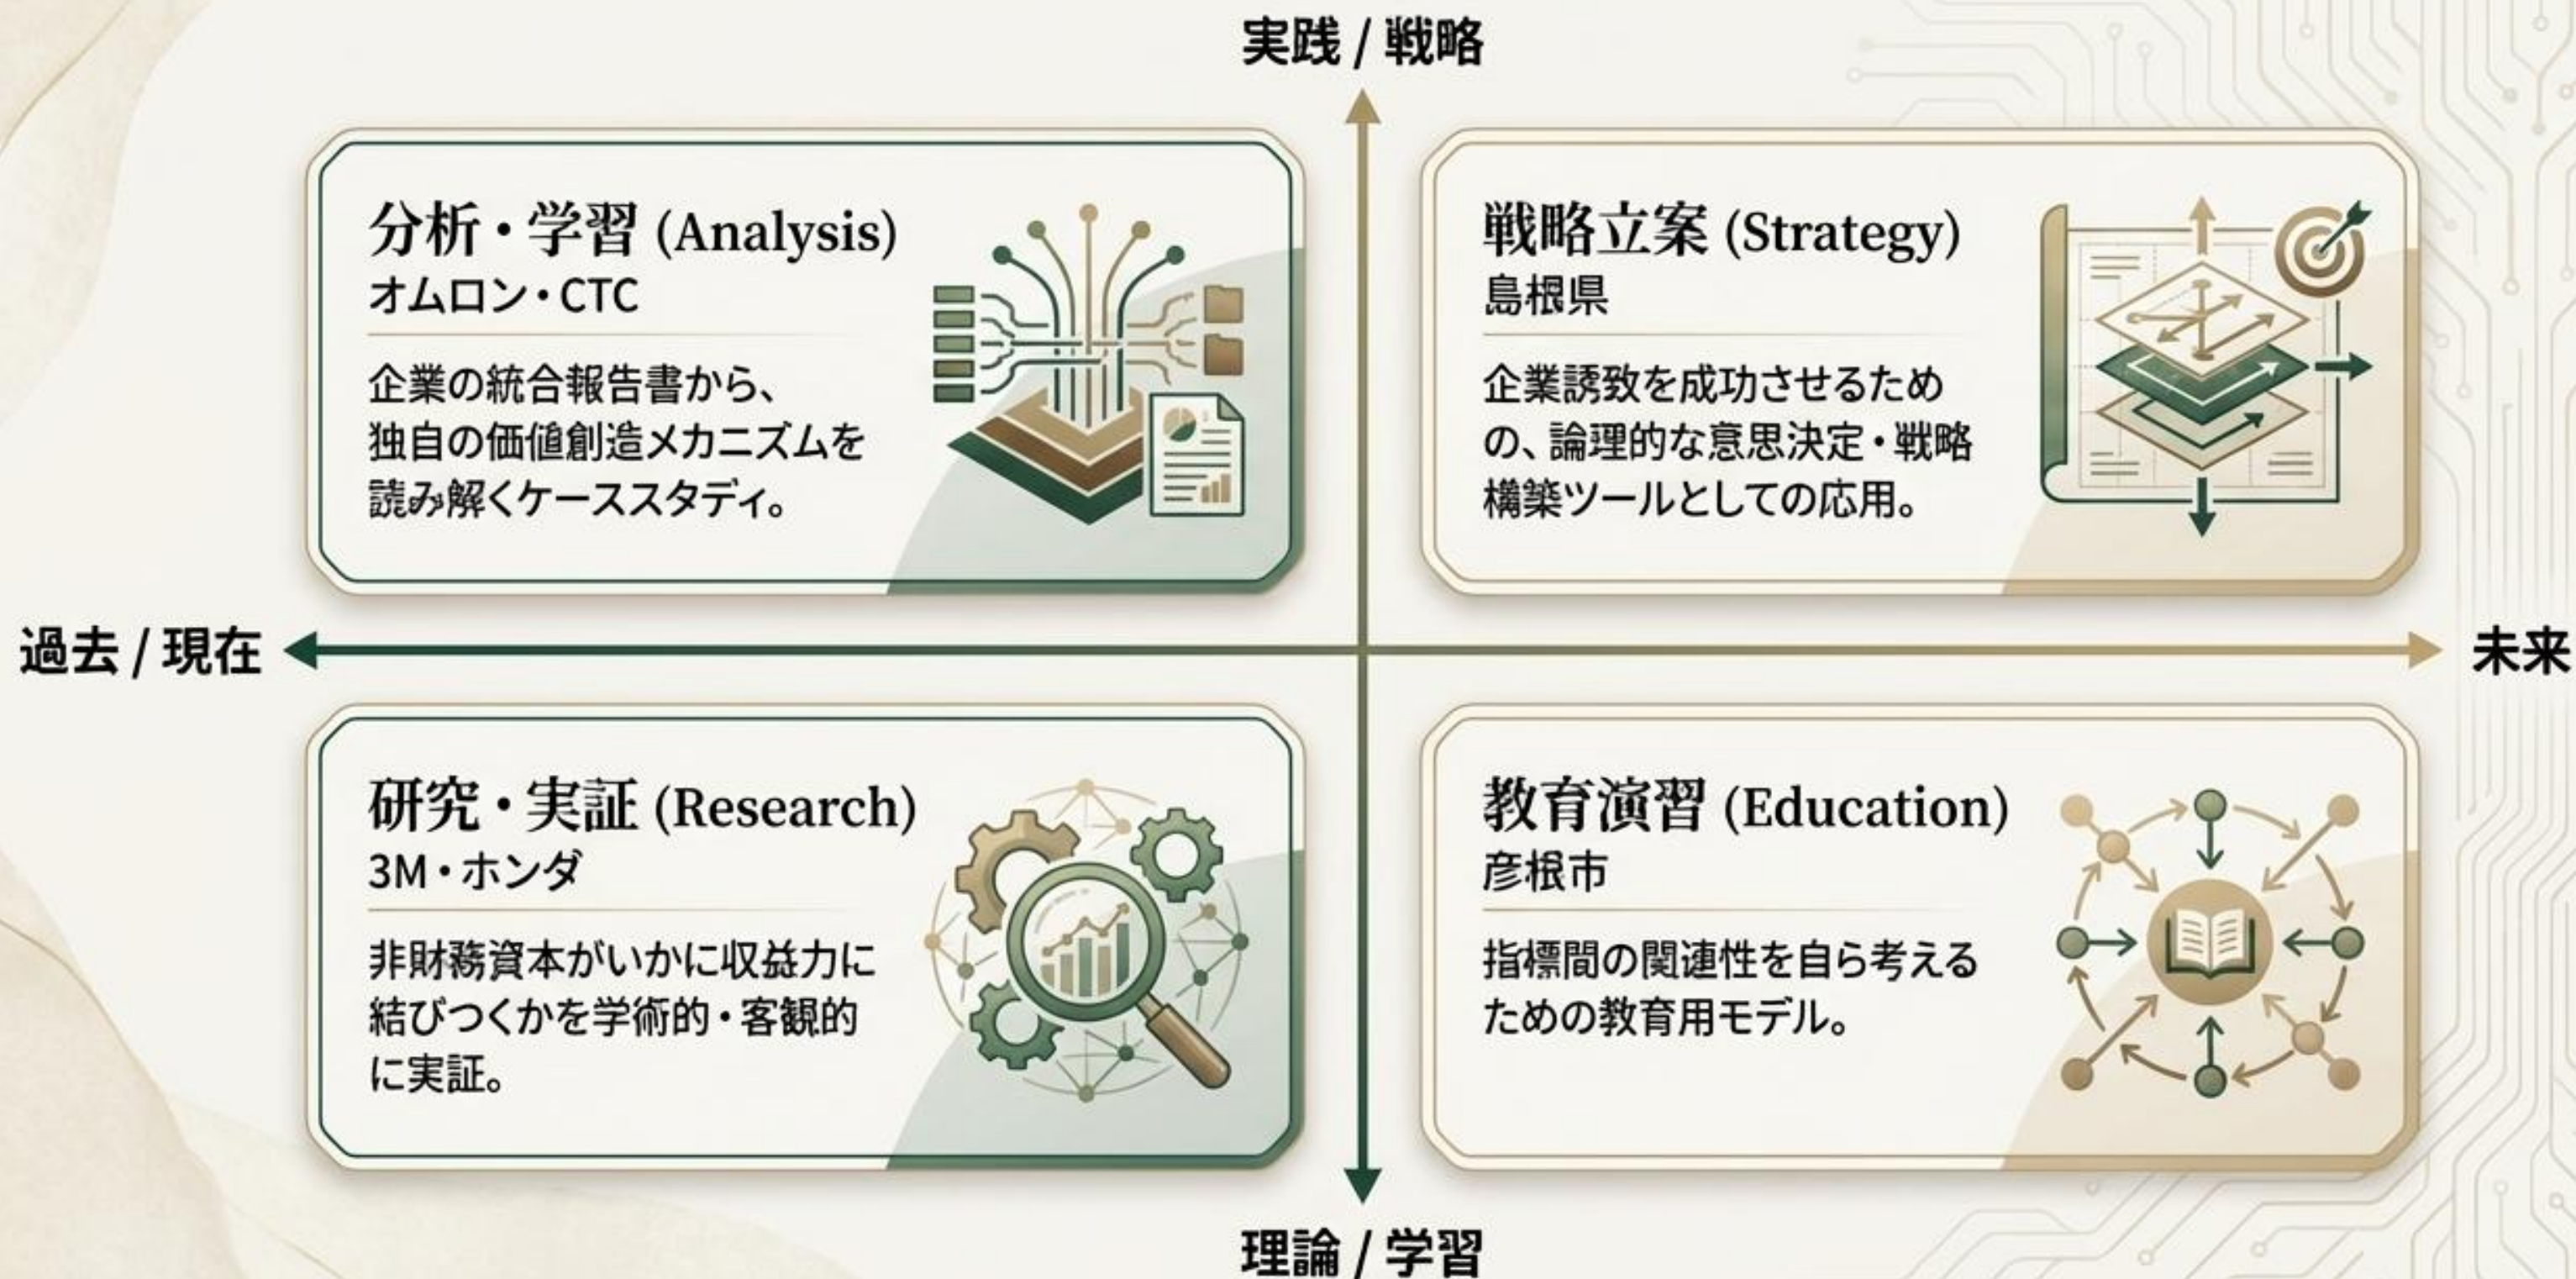 実践 / 戦略
分析・学習 (Analysis)
オムロン・CTC
企業の統合報告書から、
独自の価値創造メカニズムを
読み解くケーススタディ。
戦略立案 (Strategy)
島根県
企業誘致を成功させるため
の、論理的な意思決定・戦略
構築ツールとしての応用。
過去 / 現在
未来
研究・実証 (Research)
3M・ホンダ
非財務資本がいかに収益力に
結びつくかを学術的・客観的
に実証。
教育演習 (Education)
彦根市
指標間の関連性を自ら考える
ための教育用モデル。
理論 / 学習